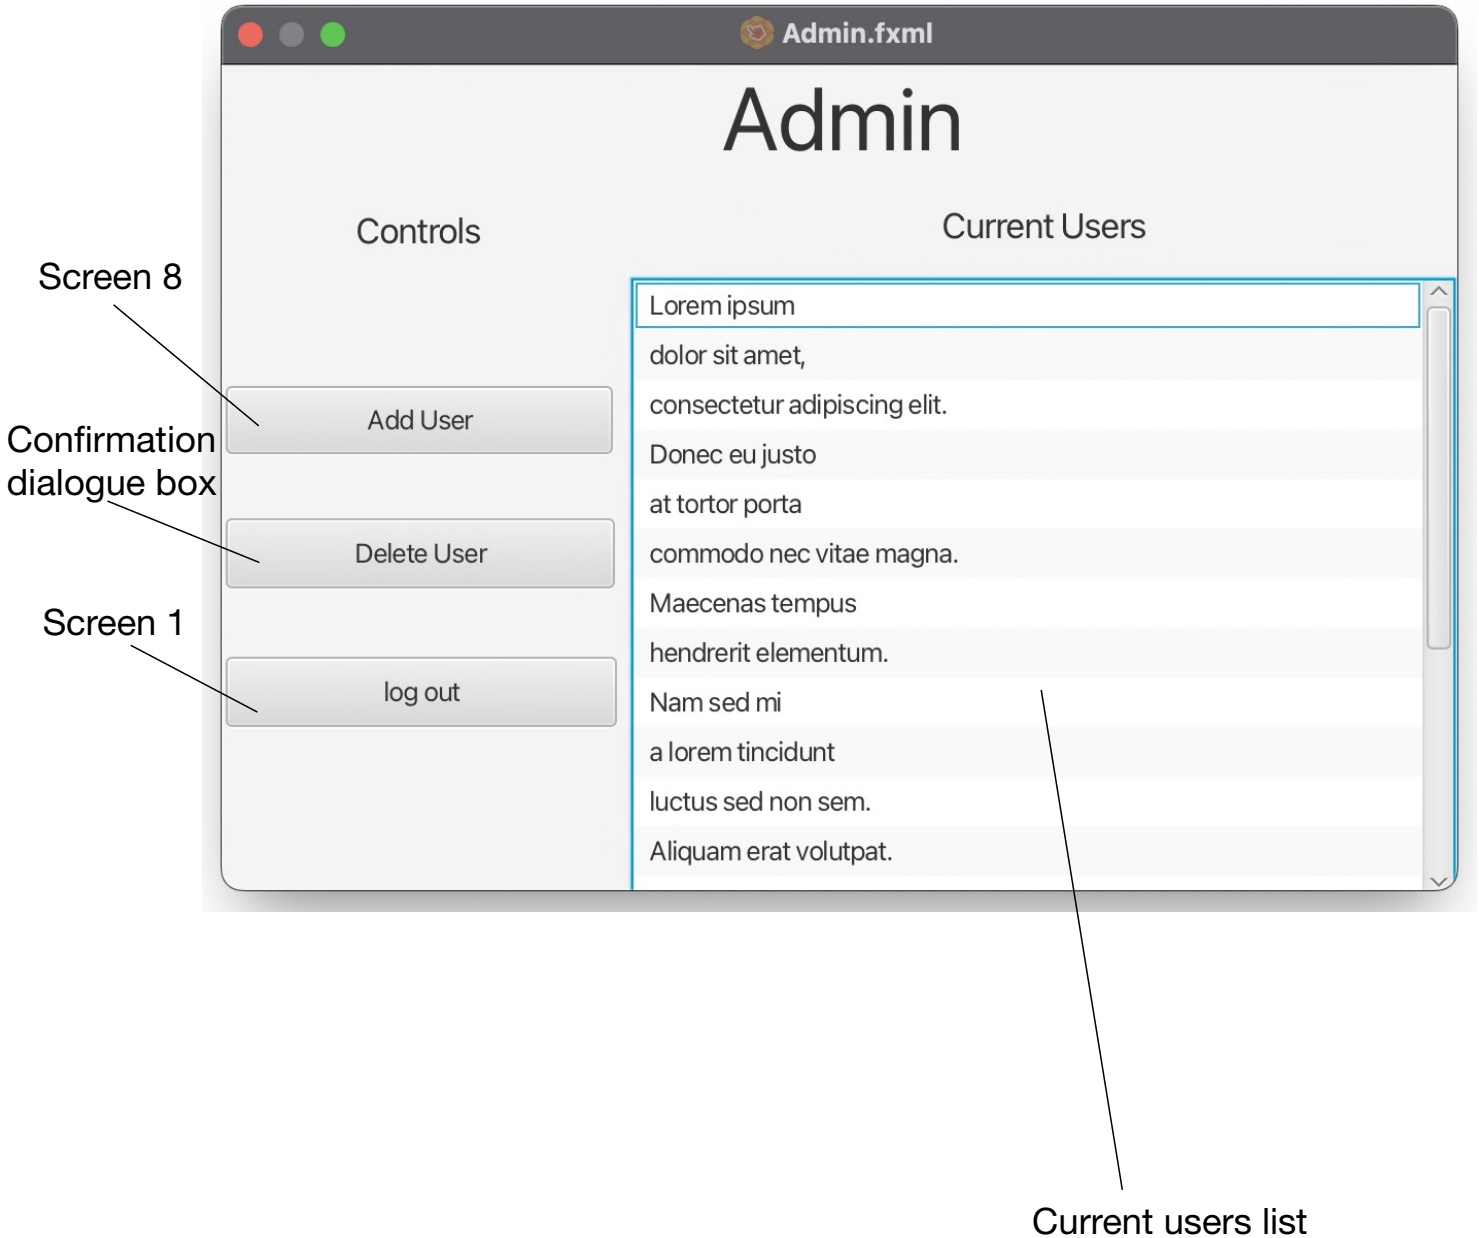 Admin.fxml
Admin
Controls
Current Users
Screen 8
Add User
Confirmation
dialogue box
Delete User
Screen 1
log out
Lorem ipsum
dolor sit amet,
consectetur adipiscing elit.
Donec eu justo
at tortor porta
commodo nec vitae magna.
Maecenas tempus
hendrerit elementum.
Nam sed mi
a lorem tincidunt
luctus sed non sem.
Aliquam erat volutpat.
Current users list